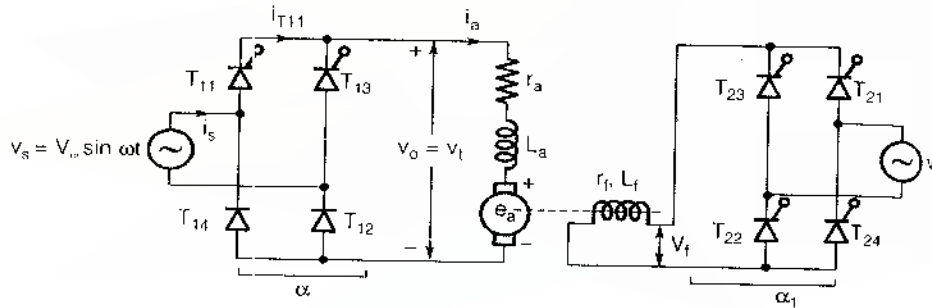 i_T11
i_a
+
T_11
T_13
r_a
i_s
v_s = V_m sin ωt
v_o = v_t
L_a
+
e_a
−
−
T_14
T_12
α
r_f, L_f
V_f
T_23
T_21
v
T_22
T_24
α_1